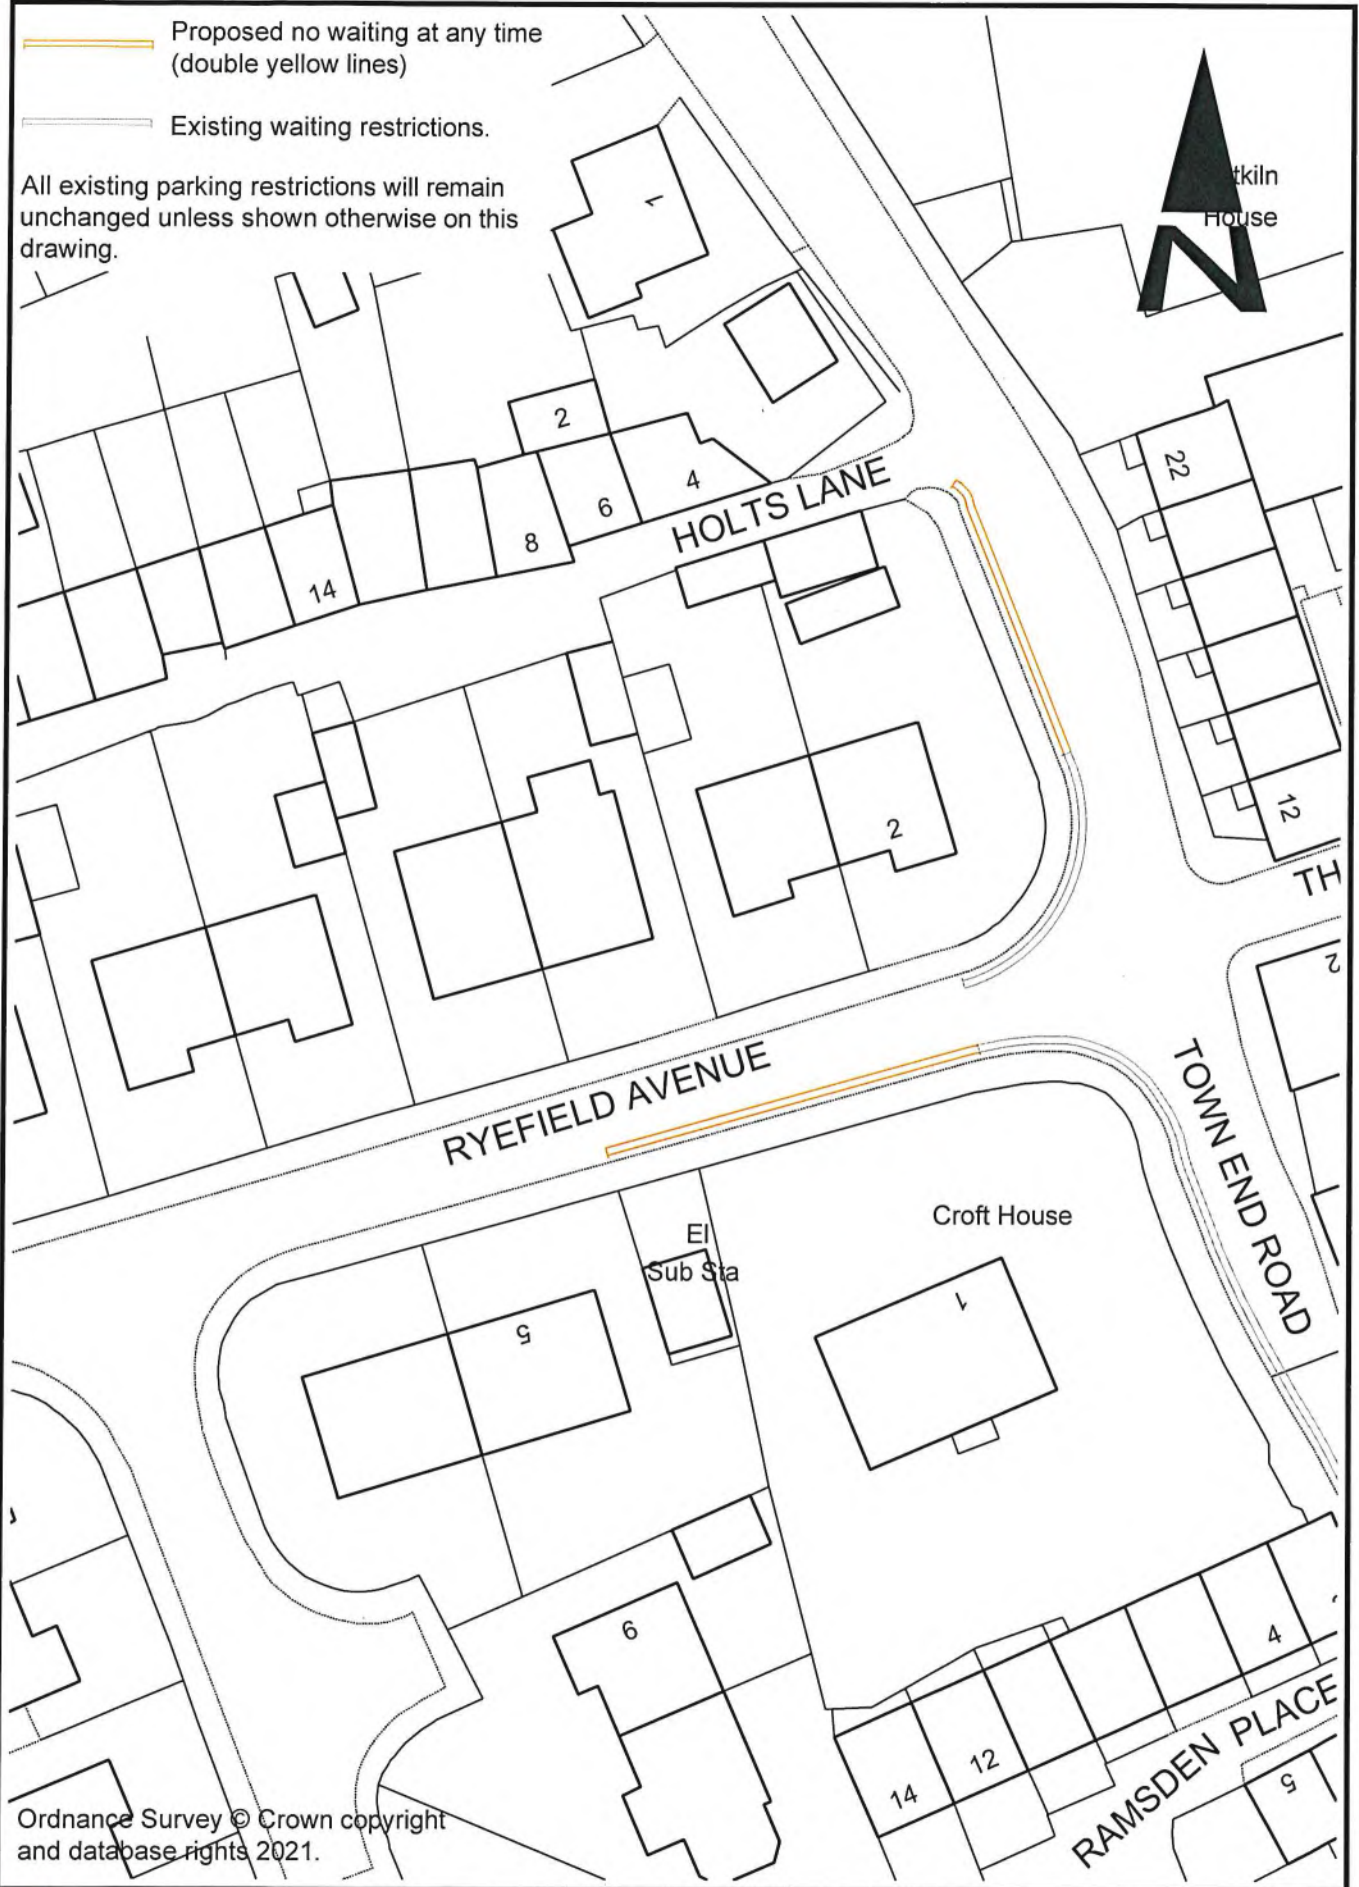 Proposed no waiting at any time
(double yellow lines)
Existing waiting restrictions.
All existing parking restrictions will remain
unchanged unless shown otherwise on this
drawing.
House
N
1
2
4
6
8
14
HOLTS LANE
22
12
2
2
RYEFIELD AVENUE
TOWN END ROAD
El
Sub Sta
Croft House
1
5
6
4
12
14
RAMSDEN PLACE
5
Ordnance Survey © Crown copyright
and database rights 2021.